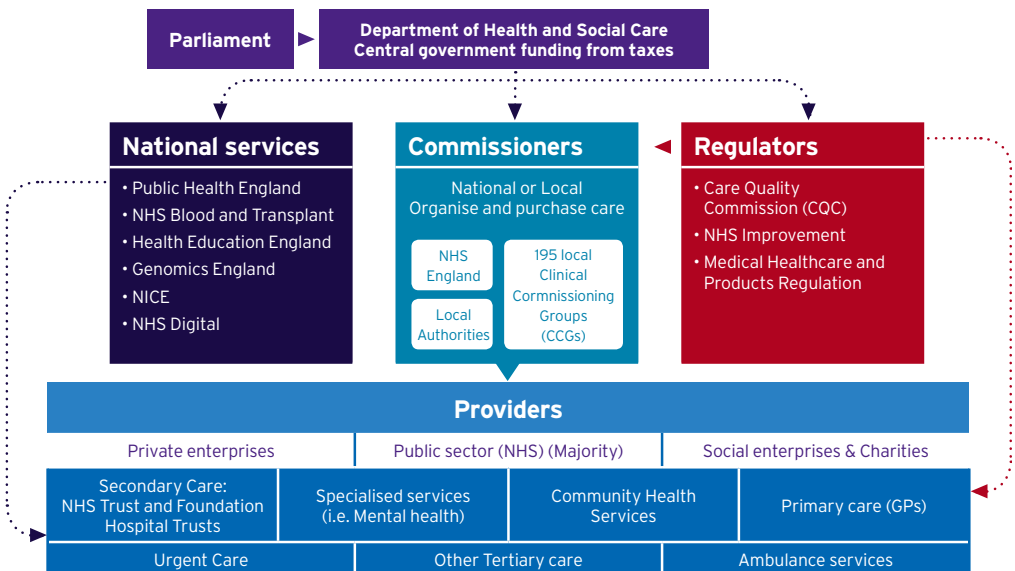 Parliament
Department of Health and Social Care
Central government funding from taxes
National services
• Public Health England
• NHS Blood and Transplant
• Health Education England
• Genomics England
• NICE
• NHS Digital
Commissioners
National or Local
Organise and purchase care
NHS
England
Local
Authorities
195 local
Clinical
Cormnissioning
Groups
(CCGs)
Regulators
• Care Quality
Commission (CQC)
• NHS Improvement
• Medical Healthcare and
Products Regulation
Providers
Private enterprises
Public sector (NHS) (Majority)
Social enterprises & Charities
Secondary Care:
NHS Trust and Foundation
Hospital Trusts
Specialised services
(i.e. Mental health)
Community Health
Services
Primary care (GPs)
Urgent Care
Other Tertiary care
Ambulance services